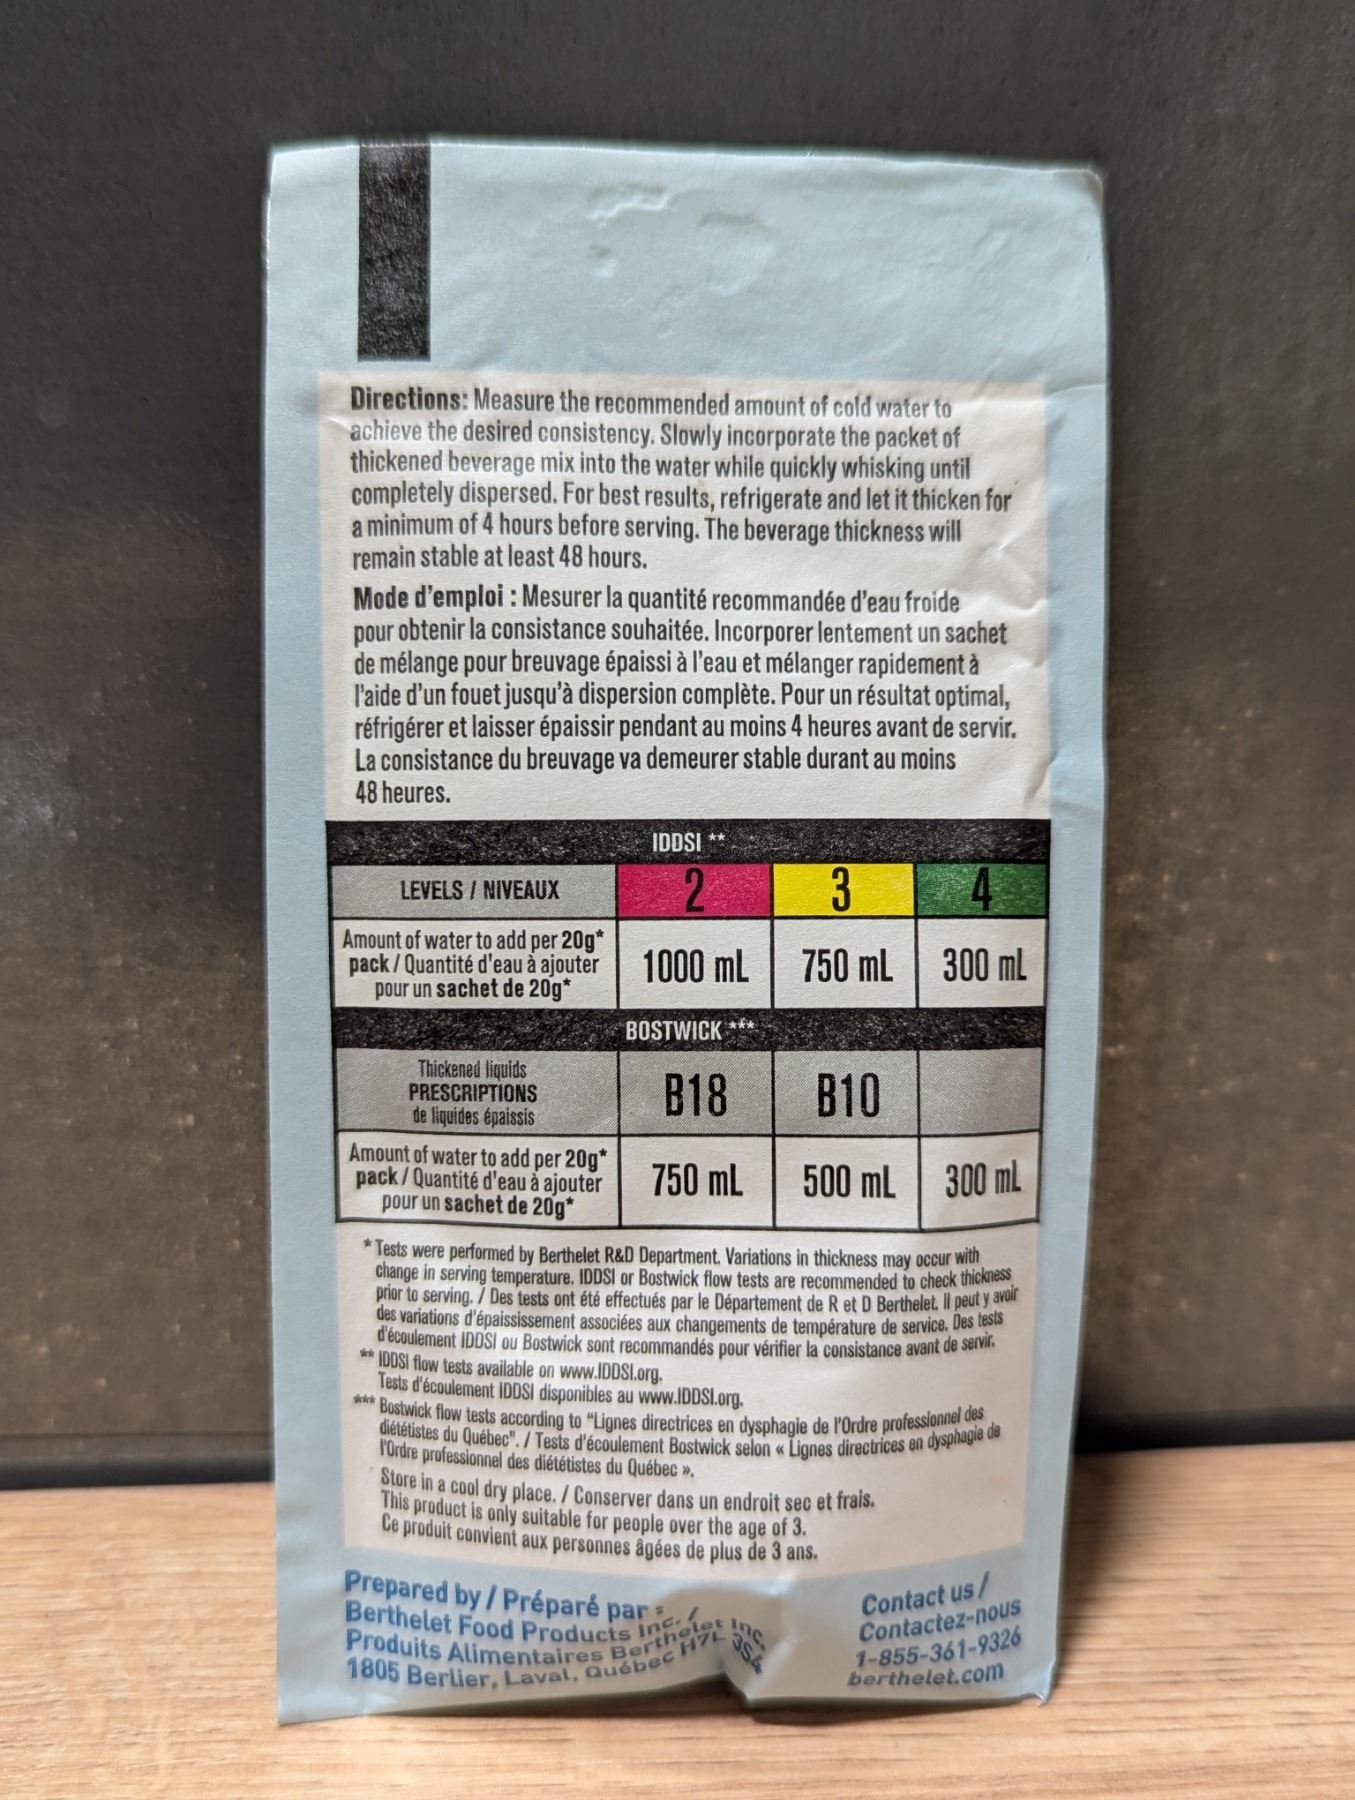 Directions: Measure the recommended amount of cold water to
achieve the desired consistency. Slowly incorporate the packet of
thickened beverage mix into the water while quickly whisking until
completely dispersed. For best results, refrigerate and let it thicken for
a minimum of 4 hours before serving. The beverage thickness will
remain stable at least 48 hours.
Mode d'emploi : Mesurer la quantité recommandée d'eau froide
pour obtenir la consistance souhaitée. Incorporer lentement un sachet
de mélange pour breuvage épaissi à l'eau et mélanger rapidement à
l'aide d'un fouet jusqu'à dispersion complète. Pour un résultat optimal,
réfrigérer et laisser épaissir pendant au moins 4 heures avant de servir.
La consistance du breuvage va demeurer stable durant au moins
48 heures.
IDDSI **
LEVELS / NIVEAUX 2 3 4
Amount of water to add per 20g*
pack / Quantité d'eau à ajouter
pour un sachet de 20g*
1000 mL 750 mL 300 mL
BOSTWICK ***
Thickened liquids
PRESCRIPTIONS
de liquides épaissis
B18 B10
Amount of water to add per 20g*
pack / Quantité d'eau à ajouter
pour un sachet de 20g*
750 mL 500 mL 300 mL
* Tests were performed by Berthelet R&D Department. Variations in thickness may occur with
change in serving temperature. IDDSI or Bostwick flow tests are recommended to check thickness
prior to serving. / Des tests ont été effectués par le Département de R et D Berthelet. Il peut y avoir
des variations d'épaississement associées aux changements de température de service. Des tests
d'écoulement IDDSI ou Bostwick sont recommandés pour vérifier la consistance avant de servir.
** IDDSI flow tests available on www.IDDSI.org.
Tests d'écoulement IDDSI disponibles au www.IDDSI.org.
*** Bostwick flow tests according to "Lignes directrices en dysphagie de l'Ordre professionnel des
diététistes du Québec". / Tests d'écoulement Bostwick selon « Lignes directrices en dysphagie de
l'Ordre professionnel des diététistes du Québec ».
Store in a cool dry place. / Conserver dans un endroit sec et frais.
This product is only suitable for people over the age of 3.
Ce produit convient aux personnes âgées de plus de 3 ans.
Prepared by / Préparé par :
Berthelet Food Products Inc. /
Produits Alimentaires Berthelet Inc.
1805 Berlier, Laval, Québec H7L 3S4
Contact us /
Contactez-nous
1-855-361-9326
berthelet.com